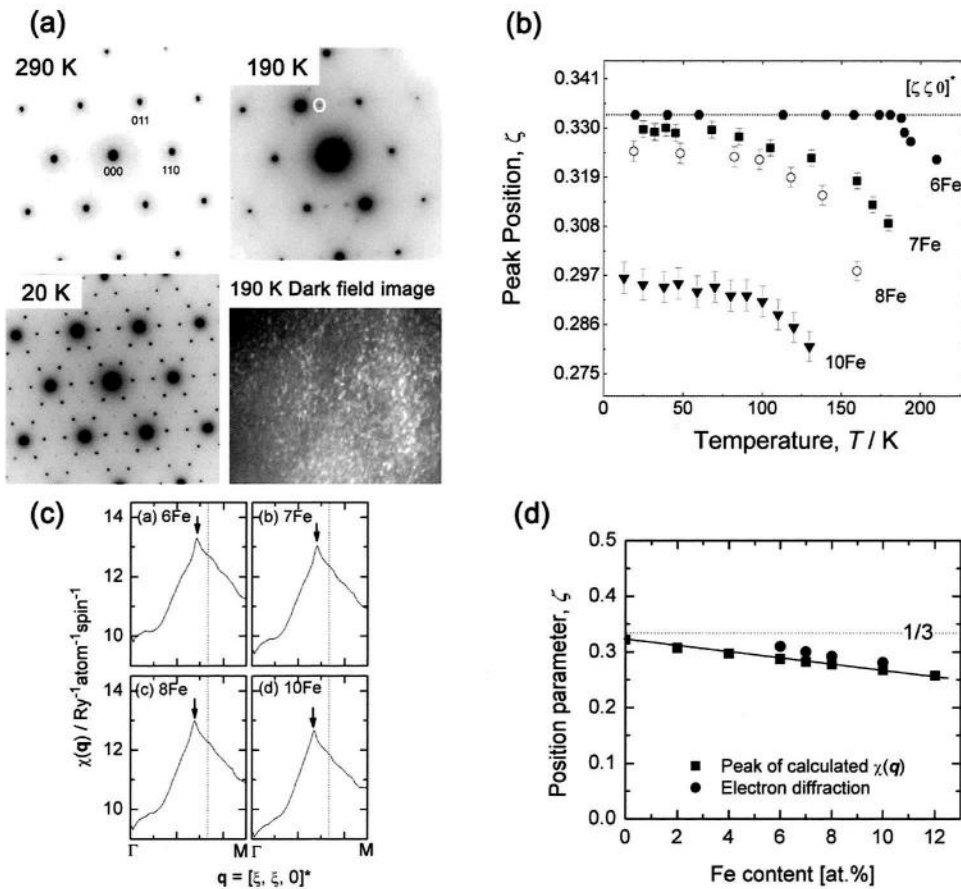 (a)
290 K
011
000
110
190 K
20 K
190 K Dark field image
(b)
Peak Position, ζ
0.341
0.330
0.319
0.308
0.297
0.286
0.275
[ζ ζ 0]*
6Fe
7Fe
8Fe
10Fe
0 50 100 150 200
Temperature, T / K
(c)
χ(q) / Ry⁻¹atom⁻¹spin⁻¹
14
12
10
14
12
10
(a) 6Fe
(b) 7Fe
(c) 8Fe
(d) 10Fe
Γ M Γ M
q = [ξ, ξ, 0]*
(d)
Position parameter, ζ
0.5
0.4
0.3
0.2
0.1
0.0
1/3
Peak of calculated χ(q)
Electron diffraction
0 2 4 6 8 10 12
Fe content [at.%]